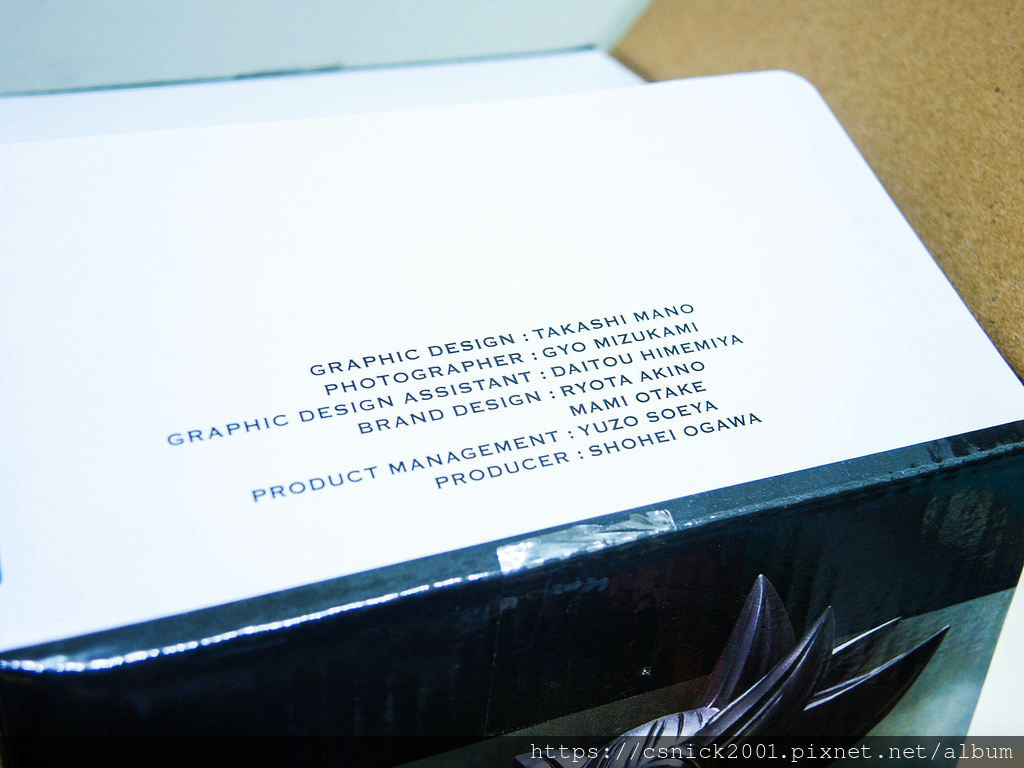 GRAPHIC DESIGN : TAKASHI MANO
PHOTOGRAPHER : GYO MIZUKAMI
GRAPHIC DESIGN ASSISTANT : DAITOU HIMEMIYA
BRAND DESIGN : RYOTA AKINO
MAMI OTAKE
PRODUCT MANAGEMENT : YUZO SOEYA
PRODUCER : SHOHEI OGAWA
https://csnick2001.pixnet.net/album